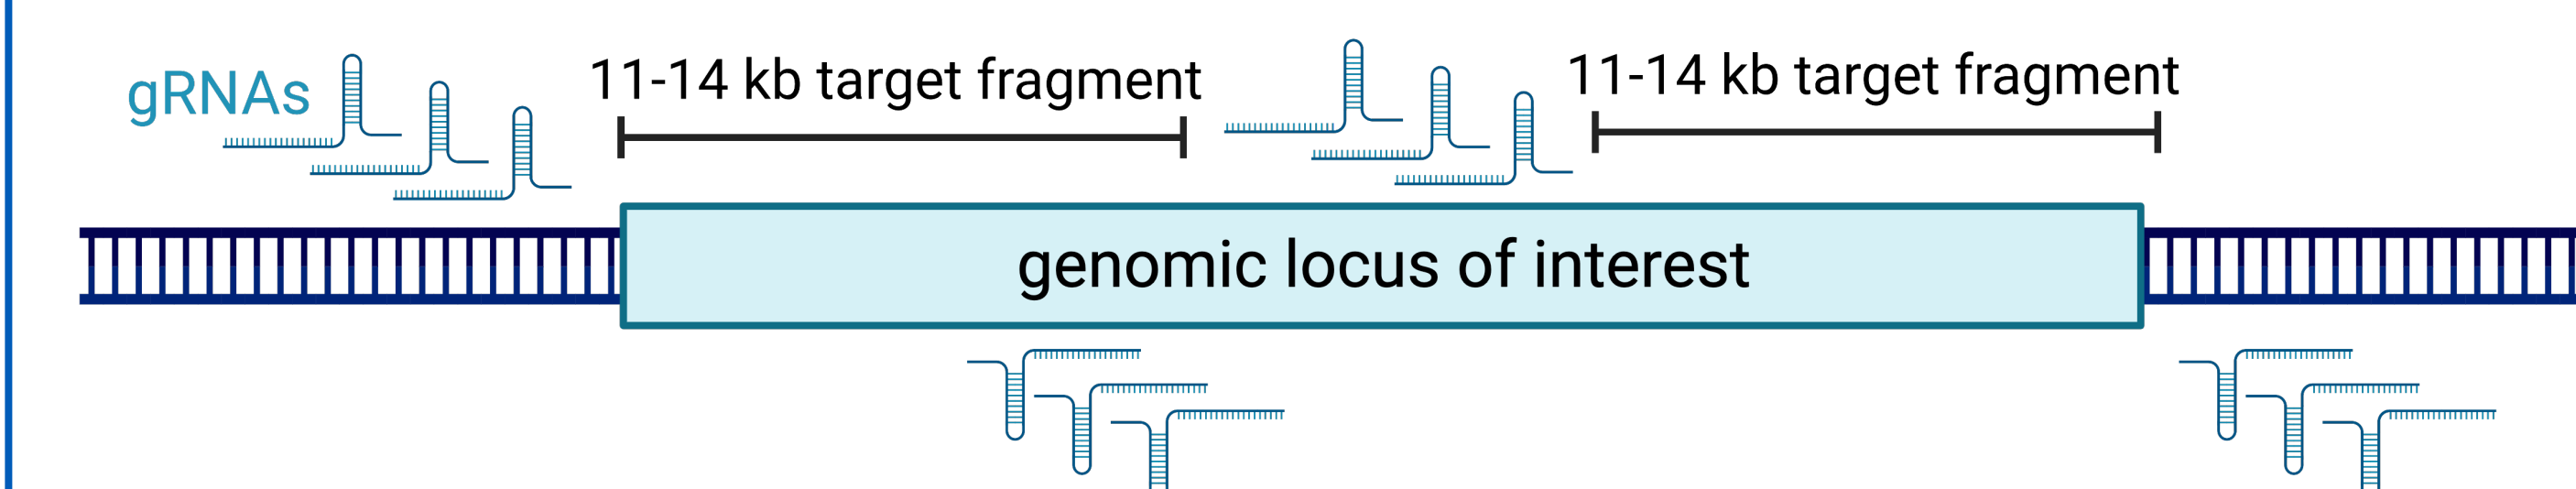 gRNAs
11-14 kb target fragment
11-14 kb target fragment
genomic locus of interest